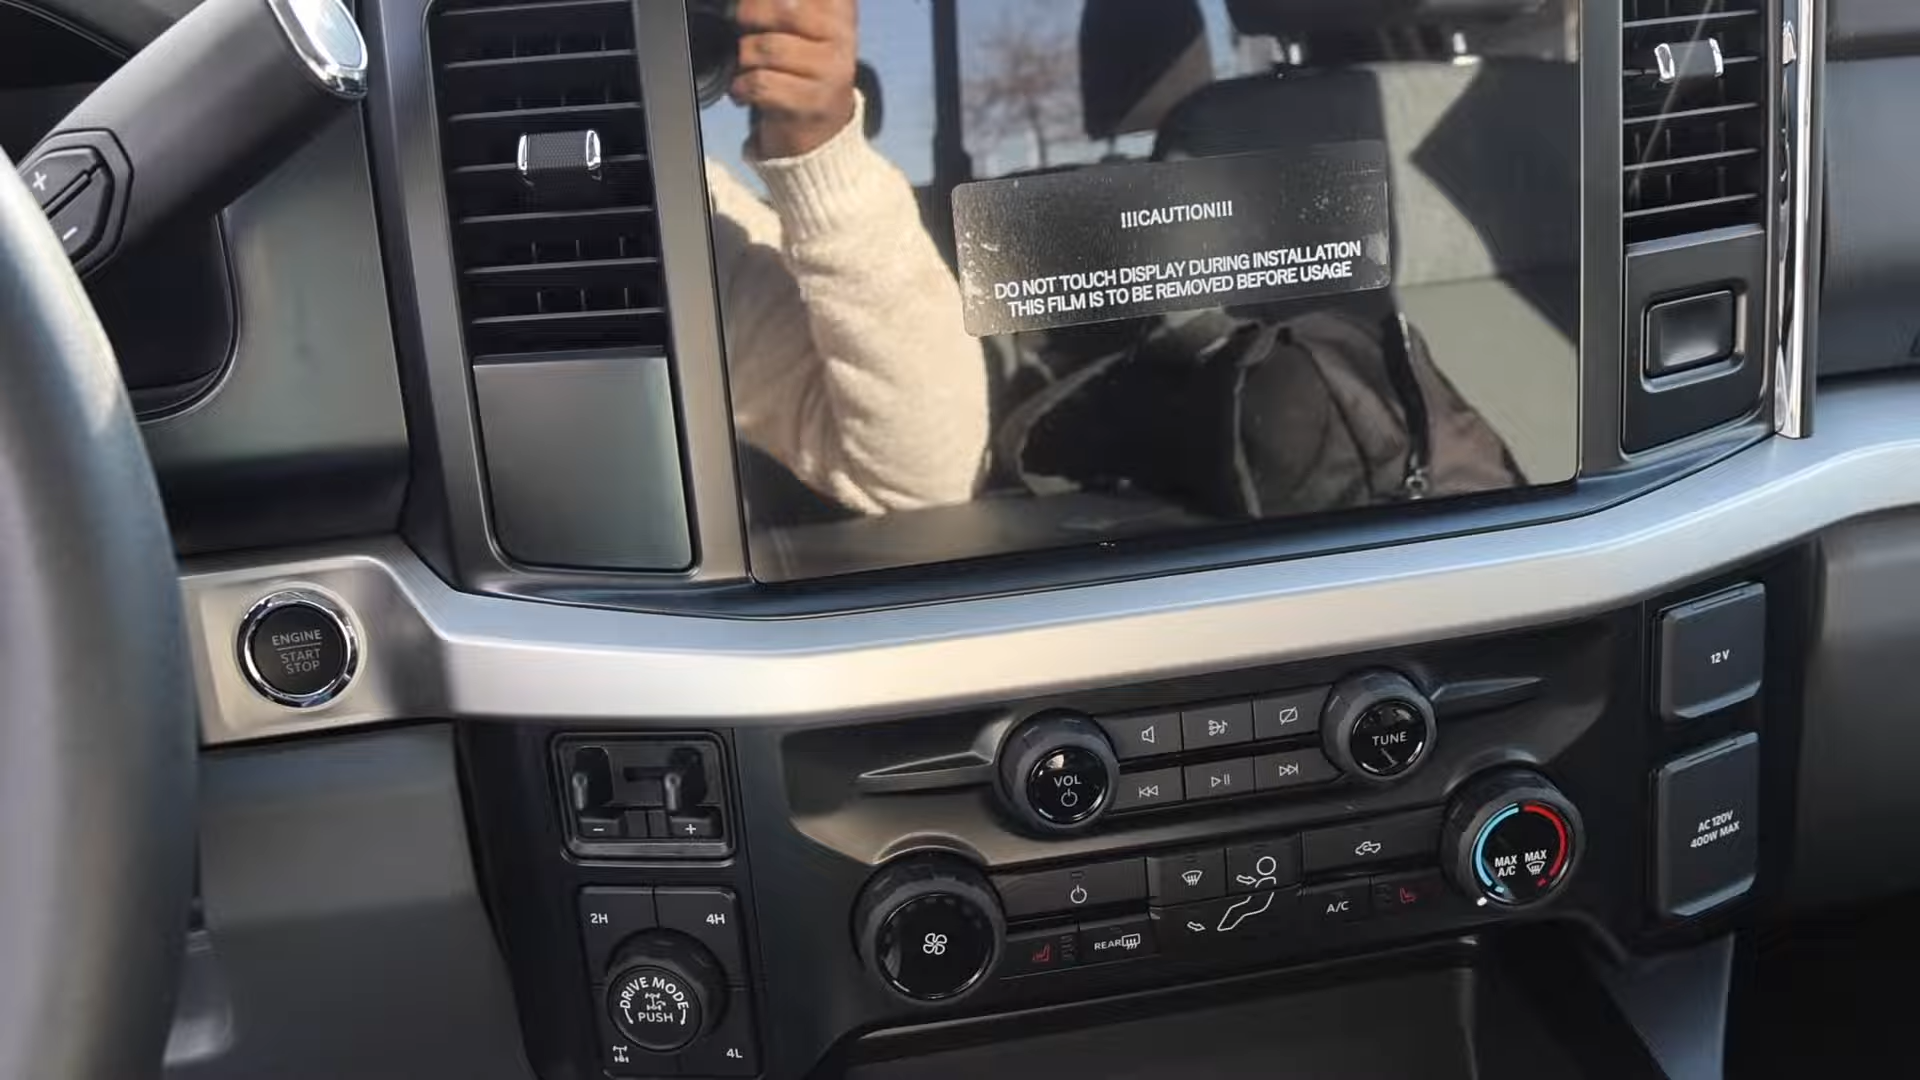 !!!CAUTION!!!
DO NOT TOUCH DISPLAY DURING INSTALLATION
THIS FILM IS TO BE REMOVED BEFORE USAGE
+
−
ENGINE
START
STOP
12 V
TUNE
VOL
− +
AC 120V
400W MAX
MAX
A/C
MAX
2H
4H
A/C
REAR
DRIVE MODE
PUSH
4L